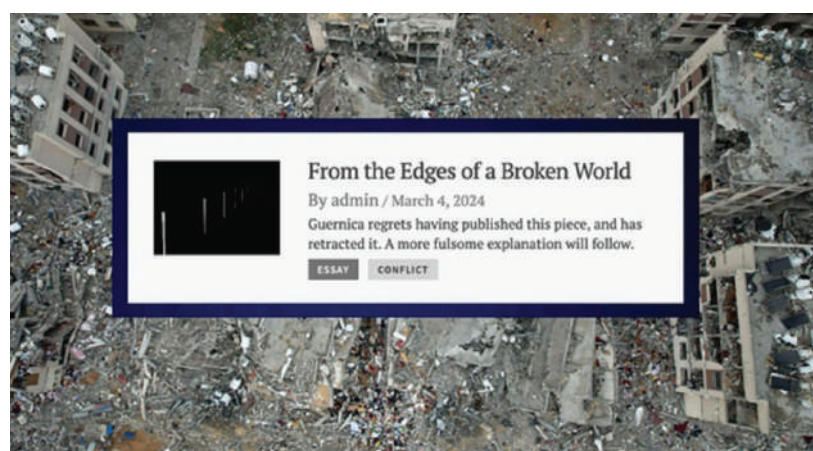 From the Edges of a Broken World
By admin / March 4, 2024
Guernica regrets having published this piece, and has
retracted it. A more fulsome explanation will follow.
ESSAY CONFLICT